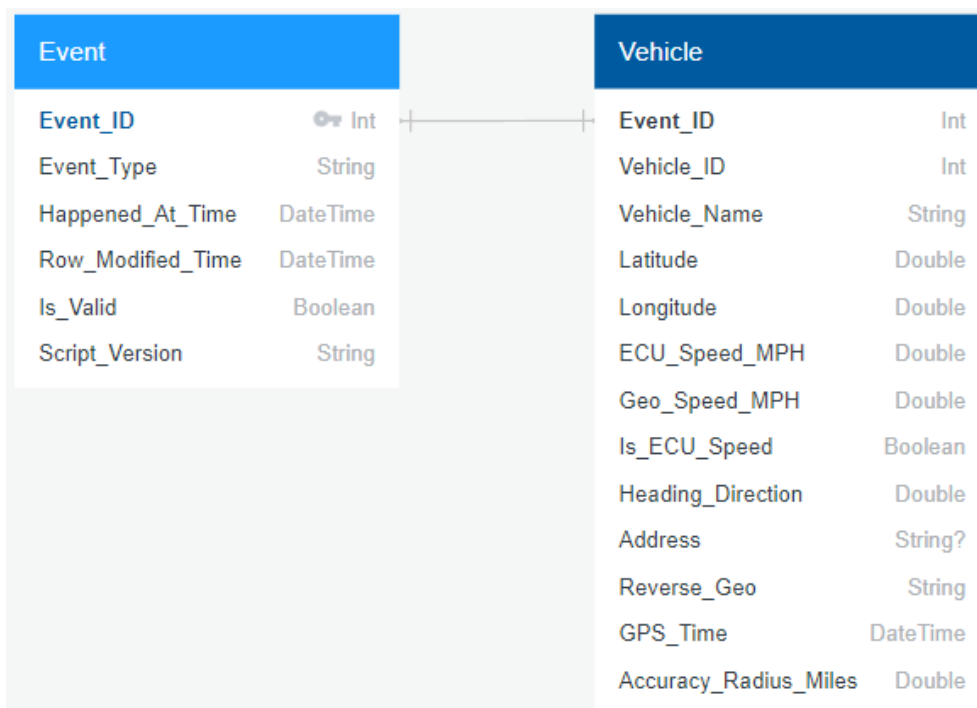 Event
Event_ID Int
Event_Type String
Happened_At_Time DateTime
Row_Modified_Time DateTime
Is_Valid Boolean
Script_Version String
Vehicle
Event_ID Int
Vehicle_ID Int
Vehicle_Name String
Latitude Double
Longitude Double
ECU_Speed_MPH Double
Geo_Speed_MPH Double
Is_ECU_Speed Boolean
Heading_Direction Double
Address String?
Reverse_Geo String
GPS_Time DateTime
Accuracy_Radius_Miles Double